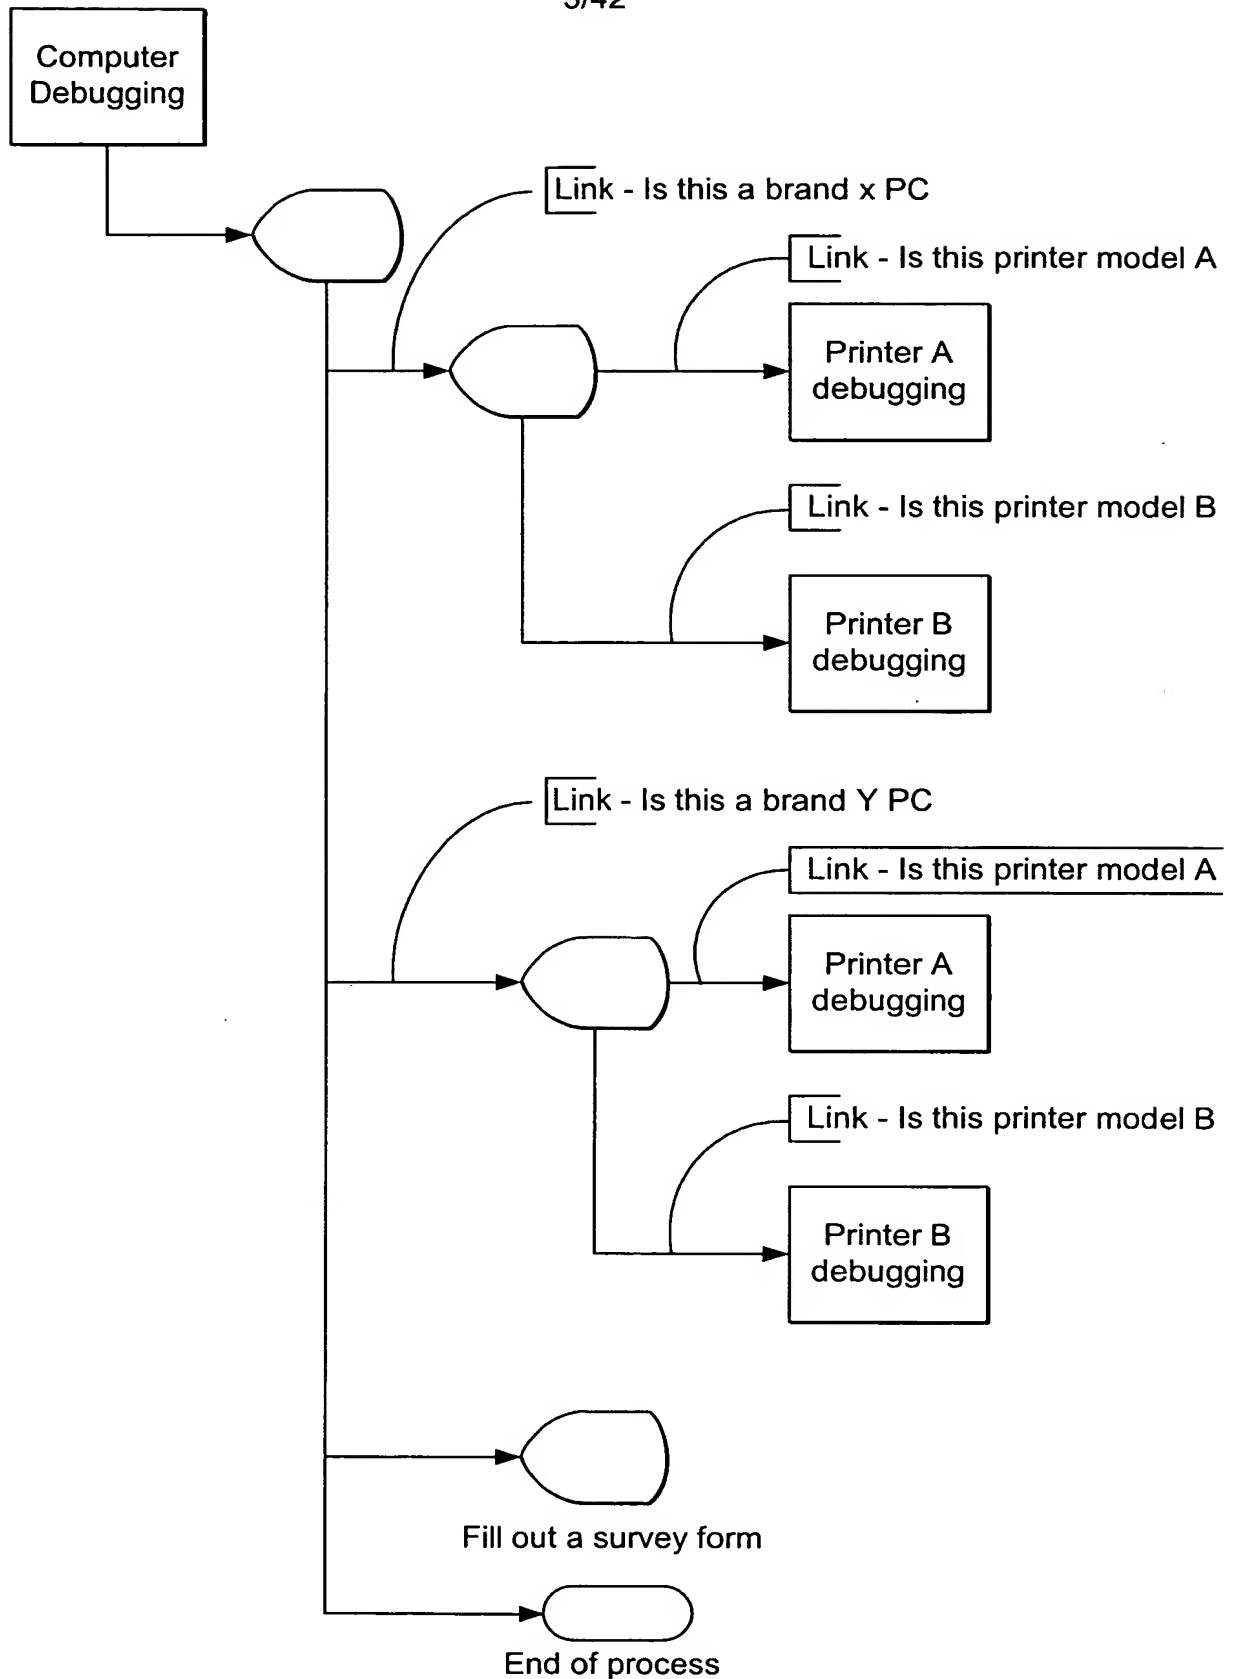 3/42
Computer
Debugging
Link - Is this a brand x PC
Link - Is this printer model A
Printer A
debugging
Link - Is this printer model B
Printer B
debugging
Link - Is this a brand Y PC
Link - Is this printer model A
Printer A
debugging
Link - Is this printer model B
Printer B
debugging
Fill out a survey form
End of process